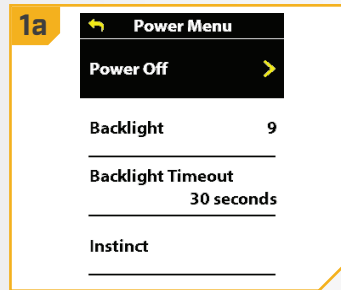 1a
Power Menu
Power Off
Backlight 9
Backlight Timeout
30 seconds
Instinct